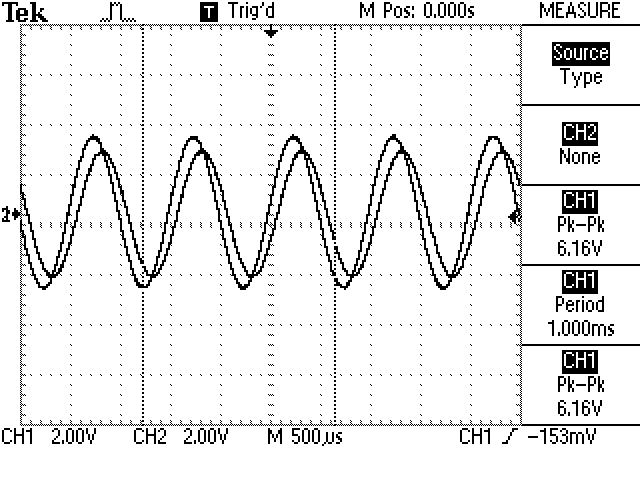 Tek T Trig'd M Pos: 0.000s MEASURE
Source
Type
CH2
None
CH1
Pk-Pk
6.16V
CH1
Period
1.000ms
CH1
Pk-Pk
6.16V
2
CH1 2.00V CH2 2.00V M 500µs CH1 -153mV